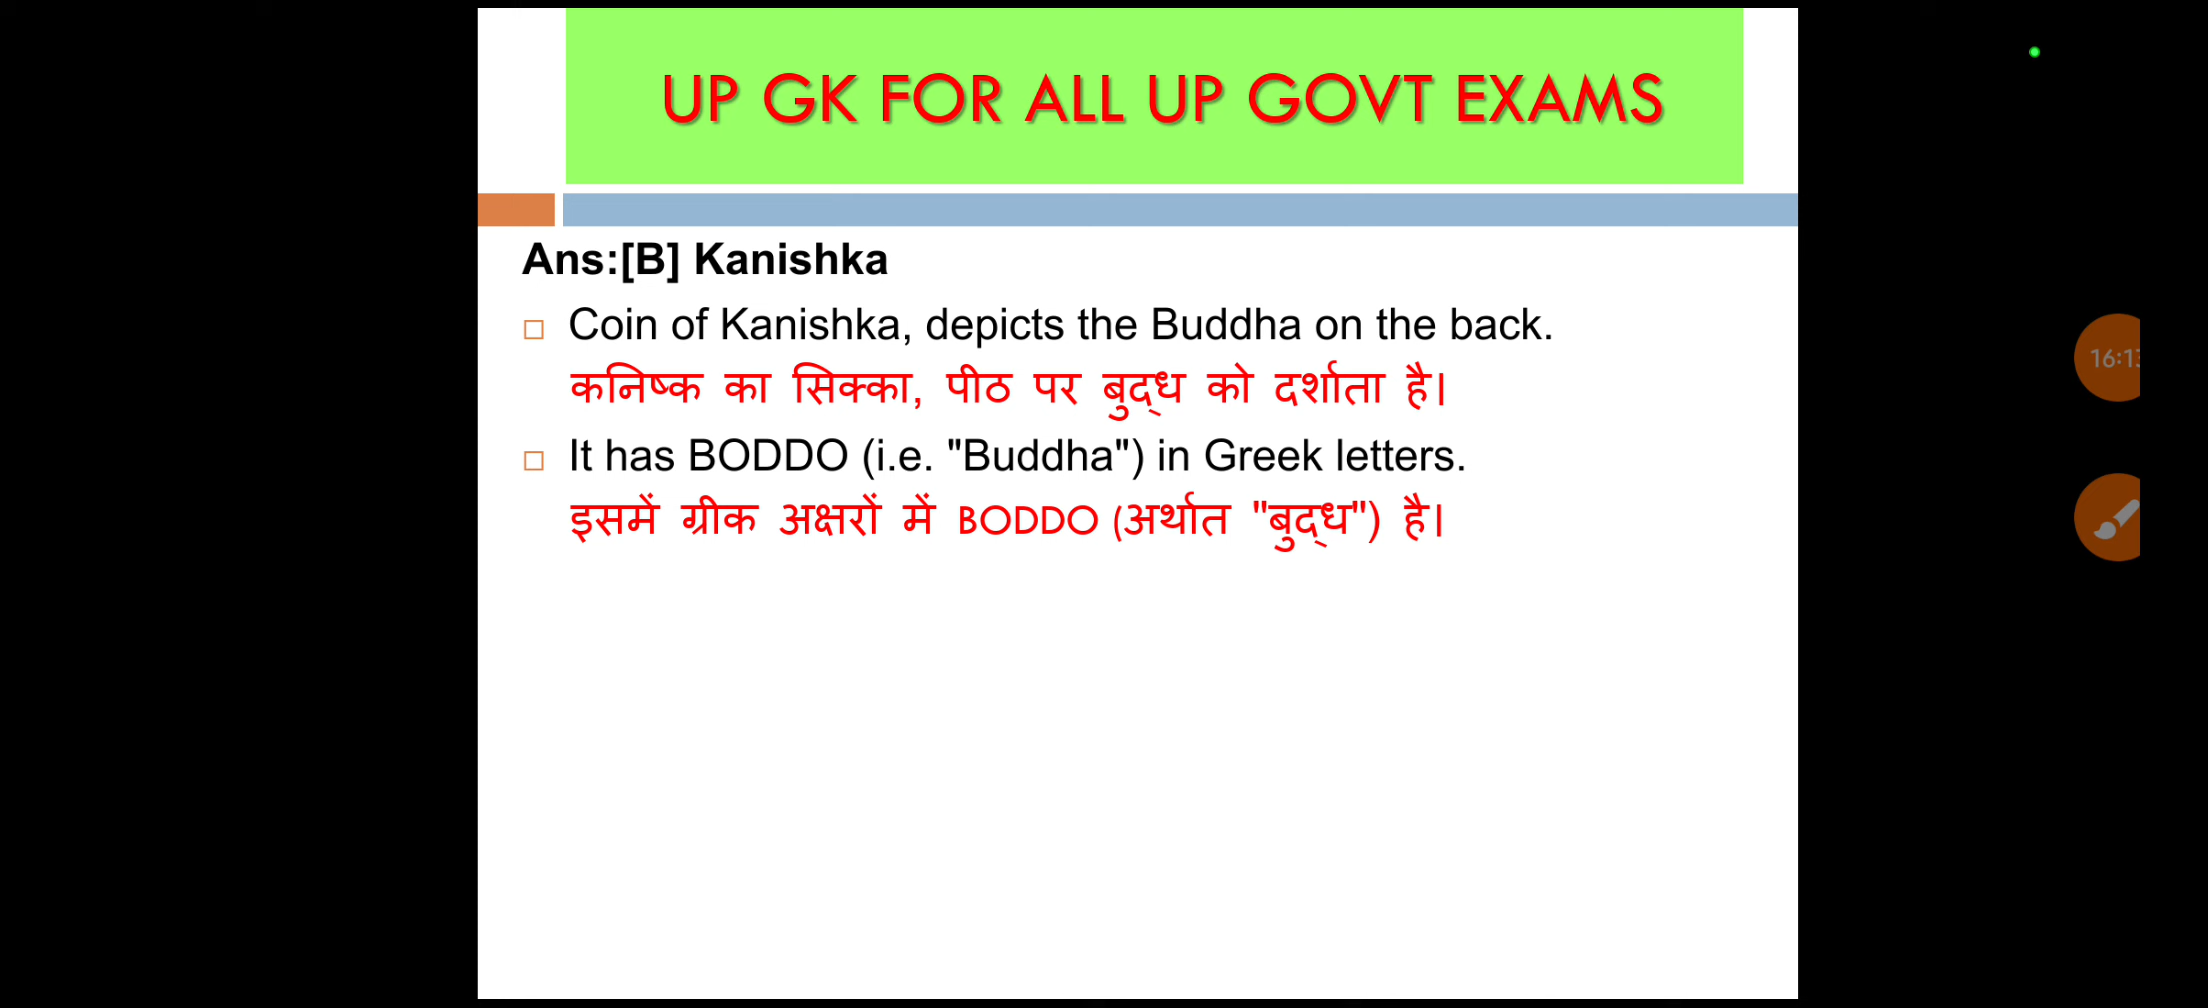 UP GK FOR ALL UP GOVT EXAMS
Ans:[B] Kanishka
Coin of Kanishka, depicts the Buddha on the back.
कनिष्क का सिक्का, पीठ पर बुद्ध को दर्शाता है।
It has BODDO (i.e. "Buddha") in Greek letters.
इसमें ग्रीक अक्षरों में BODDO (अर्थात "बुद्ध") है।